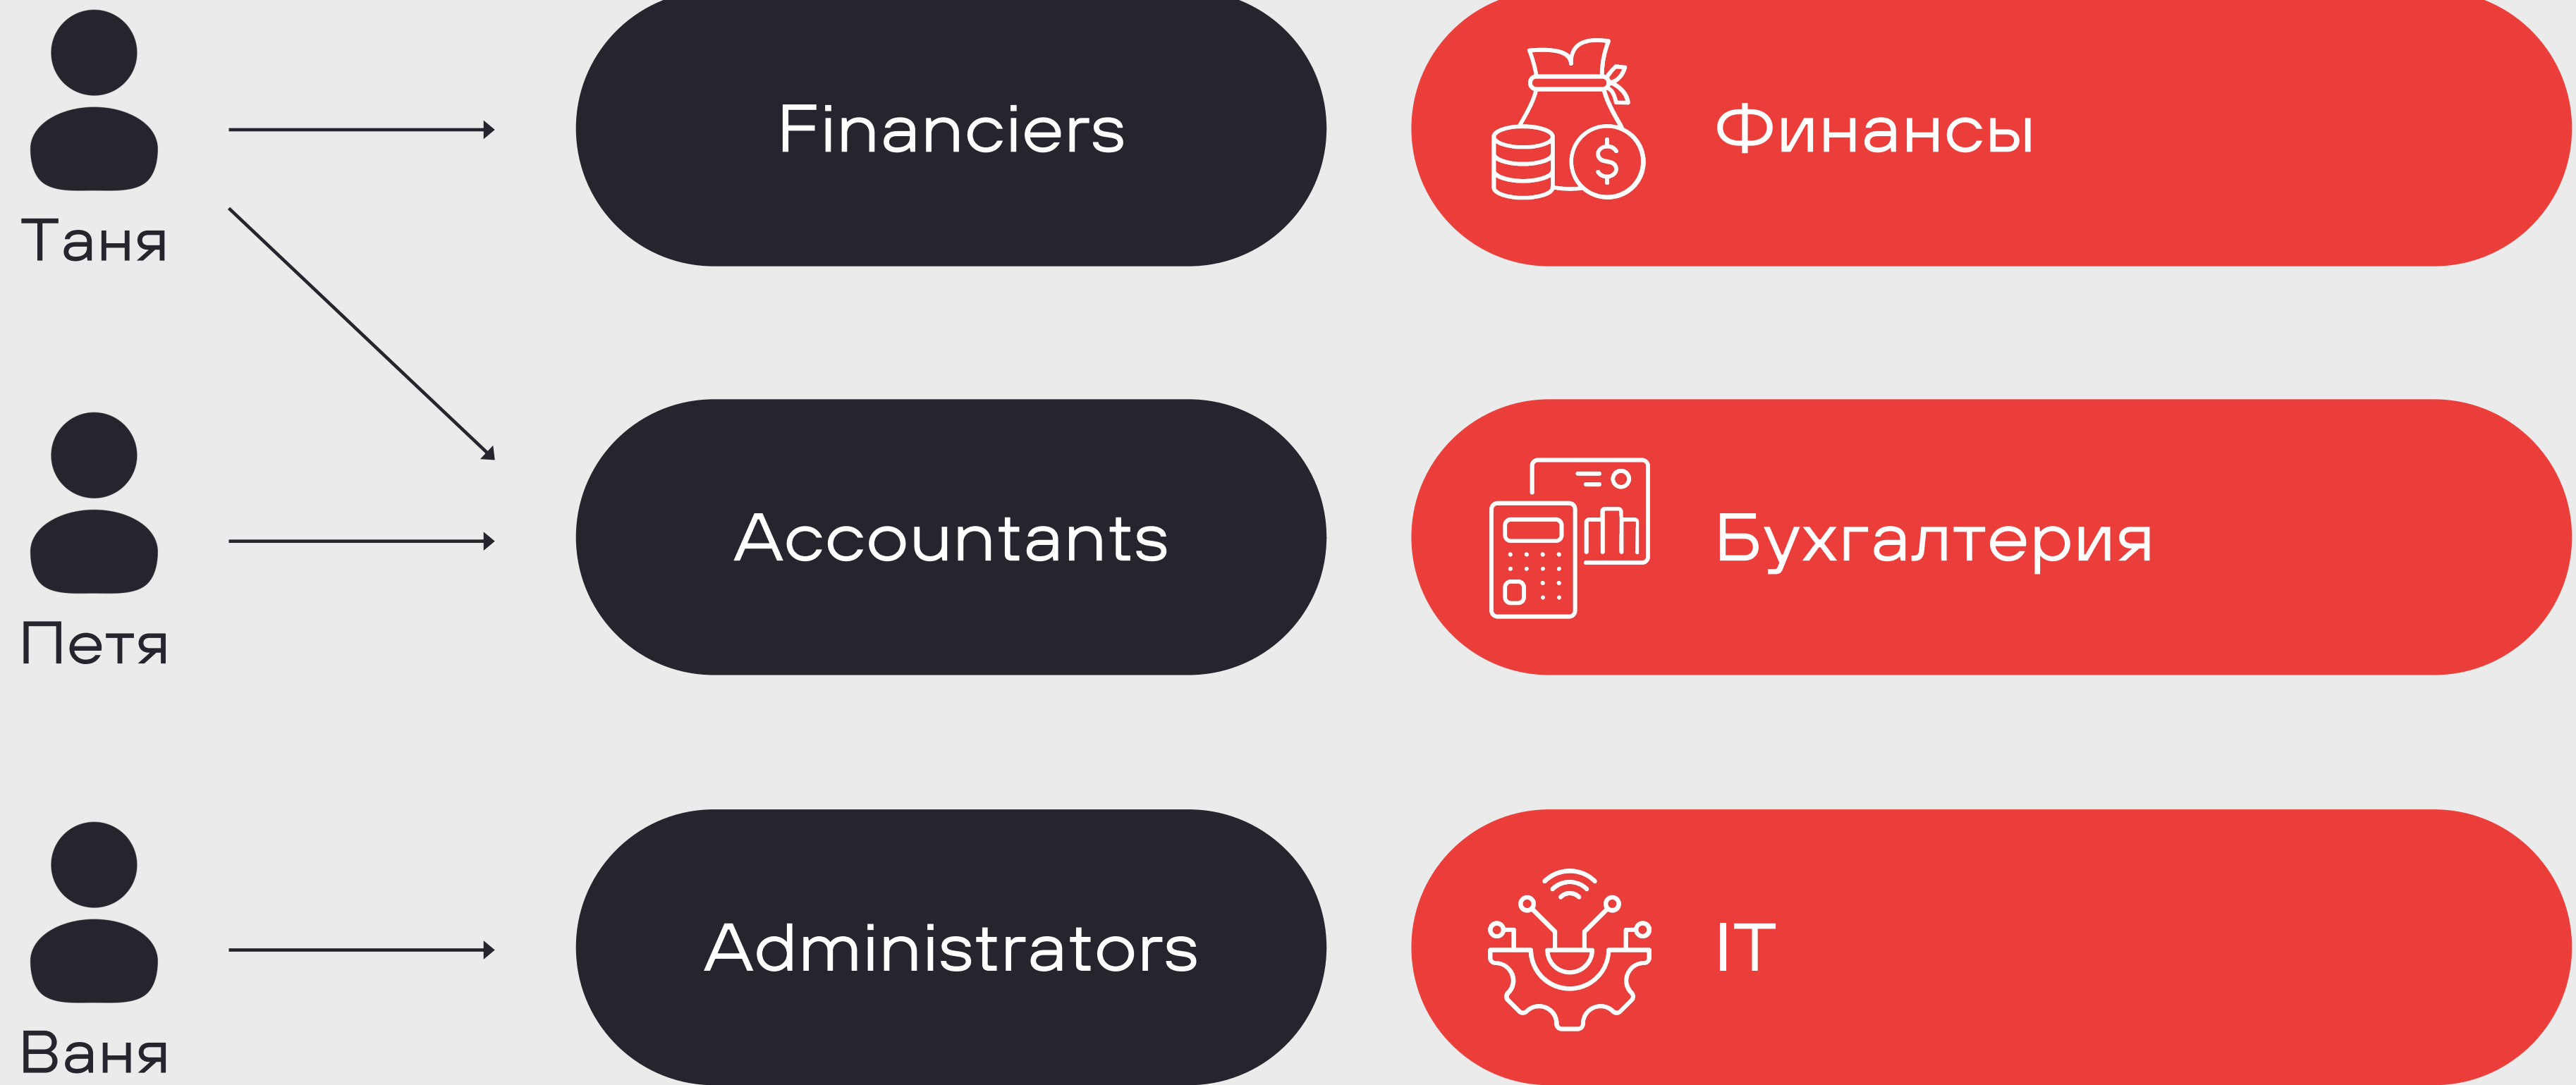 Таня
Financiers
Финансы
Петя
Accountants
Бухгалтерия
Ваня
Administrators
IT